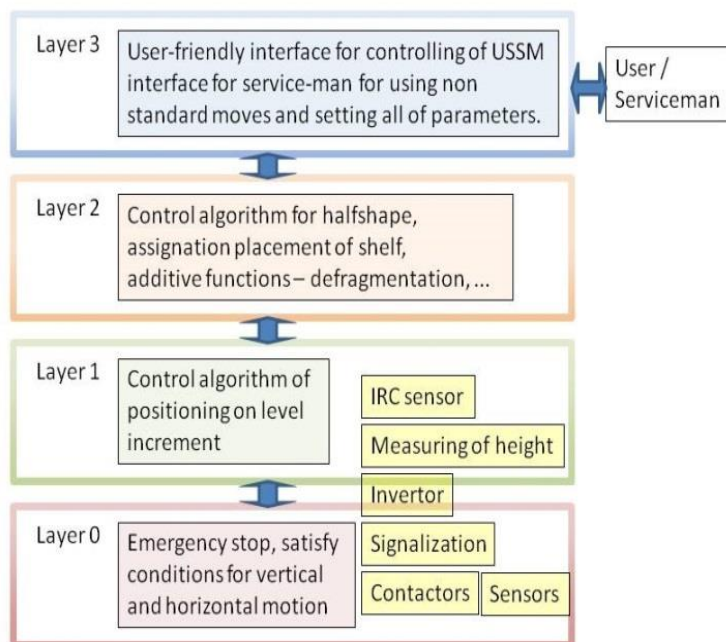 Layer 3
User-friendly interface for controlling of USSM
interface for service-man for using non
standard moves and setting all of parameters.
User /
Serviceman
Layer 2
Control algorithm for halfshape,
assignation placement of shelf,
additive functions – defragmentation, ...
Layer 1
Control algorithm of
positioning on level
increment
IRC sensor
Measuring of height
Invertor
Layer 0
Emergency stop, satisfy
conditions for vertical
and horizontal motion
Signalization
Contactors
Sensors